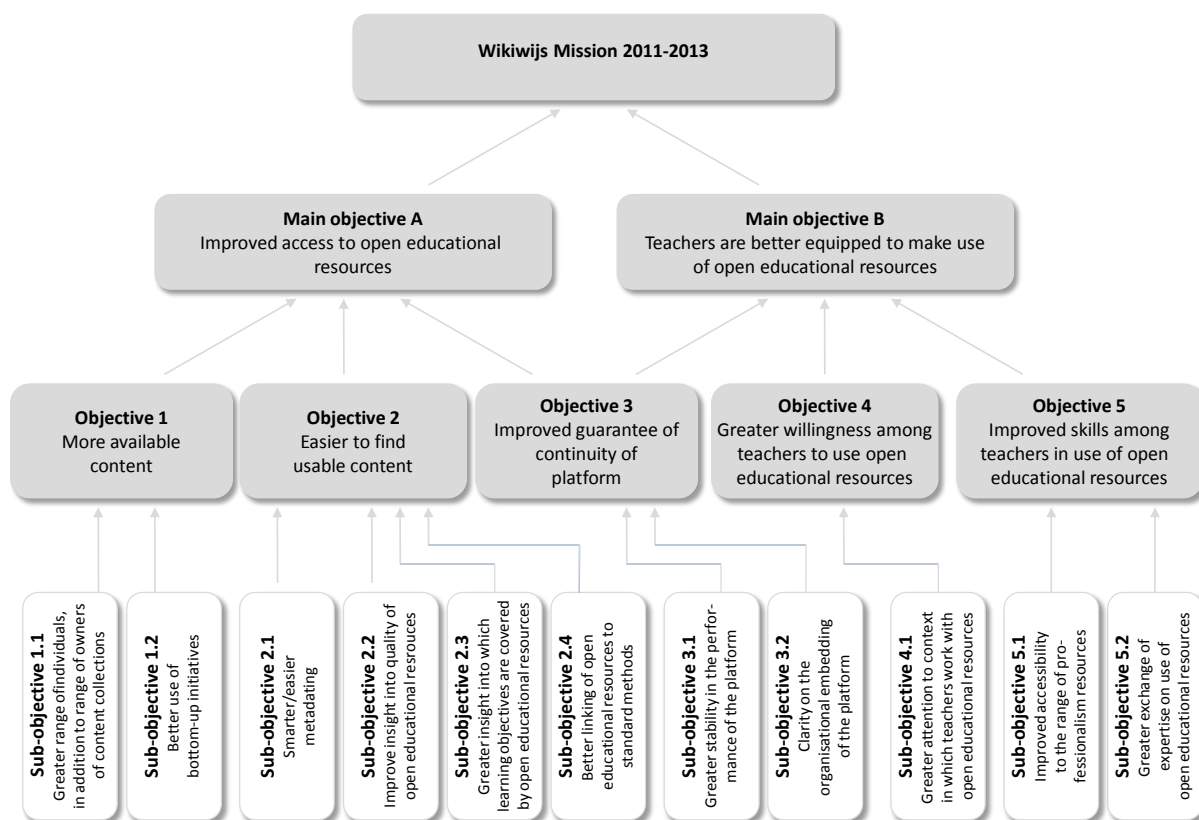 Wikiwijs Mission 2011-2013
Main objective A
Improved access to open educational
resources
Main objective B
Teachers are better equipped to make use
of open educational resources
Objective 1
More available
content
Objective 2
Easier to find
usable content
Objective 3
Improved guarantee of
continuity of
platform
Objective 4
Greater willingness among
teachers to use open
educational resources
Objective 5
Improved skills among
teachers in use of open
educational resources
Sub-objective 1.1
Greater range ofindividuals,
in addition to range of owners
of content collections
Sub-objective 1.2
Better use of
bottom-up initiatives
Sub-objective 2.1
Smarter/easier
metadating
Sub-objective 2.2
Improve insight into quality of
open educational resrouces
Sub-objective 2.3
Greater insight into which
learning objectives are covered
by open educational resources
Sub-objective 2.4
Better linking of open
educational resources to
standard methods
Sub-objective 3.1
Greater stability in the perfor-
mance of the platform
Sub-objective 3.2
Clarity on the
organisational embedding
of the platform
Sub-objective 4.1
Greater attention to context
in which teachers work with
open educational resources
Sub-objective 5.1
Improved accessibility
to the range of pro-
fessionalism resources
Sub-objective 5.2
Greater exchange of
expertise on use of
open educational resources